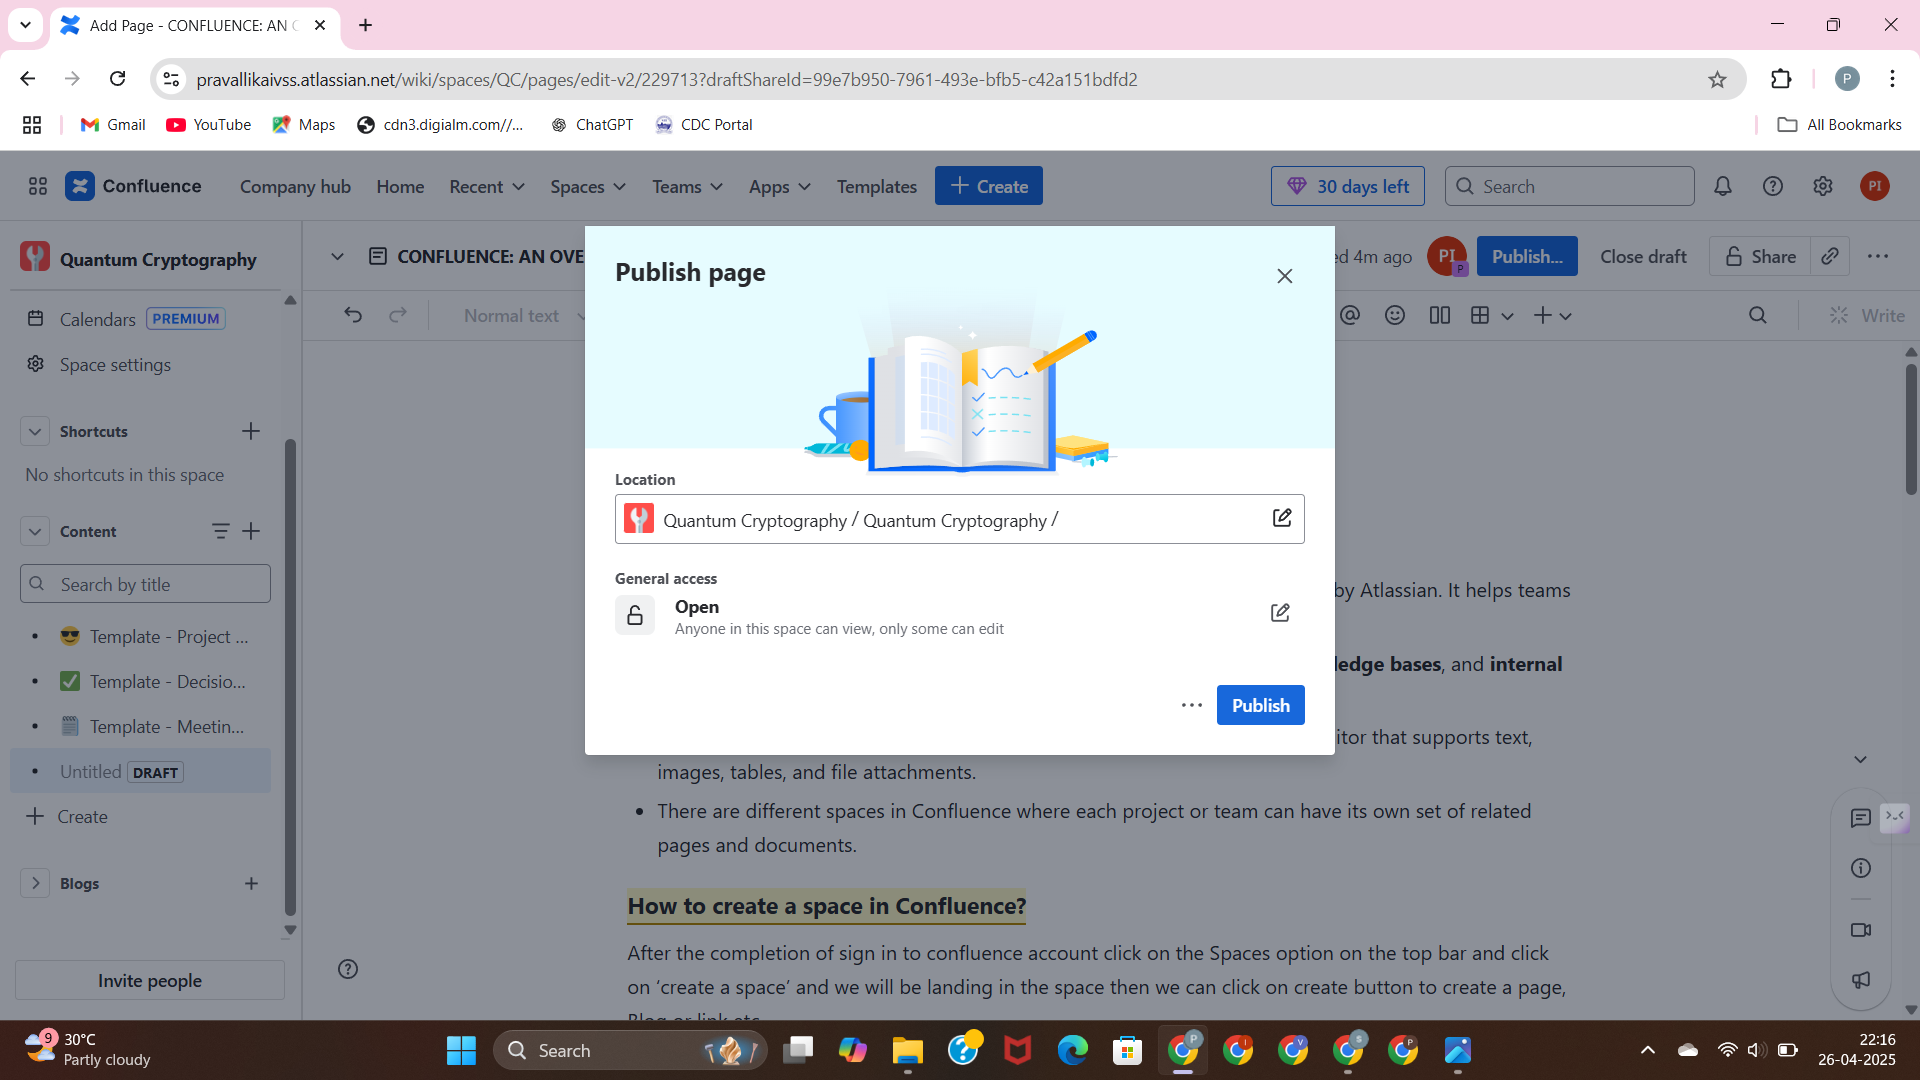 Add Page - CONFLUENCE: AN O
pravallikaivss.atlassian.net/wiki/spaces/QC/pages/edit-v2/229713?draftShareId=99e7b950-7961-493e-bfb5-c42a151bdfd2
P
Gmail YouTube Maps cdn3.digialm.com//... ChatGPT CDC Portal All Bookmarks
Confluence Company hub Home Recent Spaces Teams Apps Templates + Create 30 days left Search PI
Quantum Cryptography
CONFLUENCE: AN OVE ed 4m ago PI P Publish... Close draft Share
Normal text Write
Calendars PREMIUM
Space settings
Shortcuts
No shortcuts in this space
Content
Search by title
Template - Project ...
Template - Decisio...
Template - Meetin...
Untitled DRAFT
Create
Blogs
Invite people
Publish page
Location
Quantum Cryptography / Quantum Cryptography /
General access
Open
Anyone in this space can view, only some can edit
Publish
by Atlassian. It helps teams
ledge bases, and internal
itor that supports text,
images, tables, and file attachments.
• There are different spaces in Confluence where each project or team can have its own set of related
pages and documents.
How to create a space in Confluence?
After the completion of sign in to confluence account click on the Spaces option on the top bar and click
on ‘create a space’ and we will be landing in the space then we can click on create button to create a page,
Blog or link etc
9
30°C
Partly cloudy
Search
22:16
26-04-2025